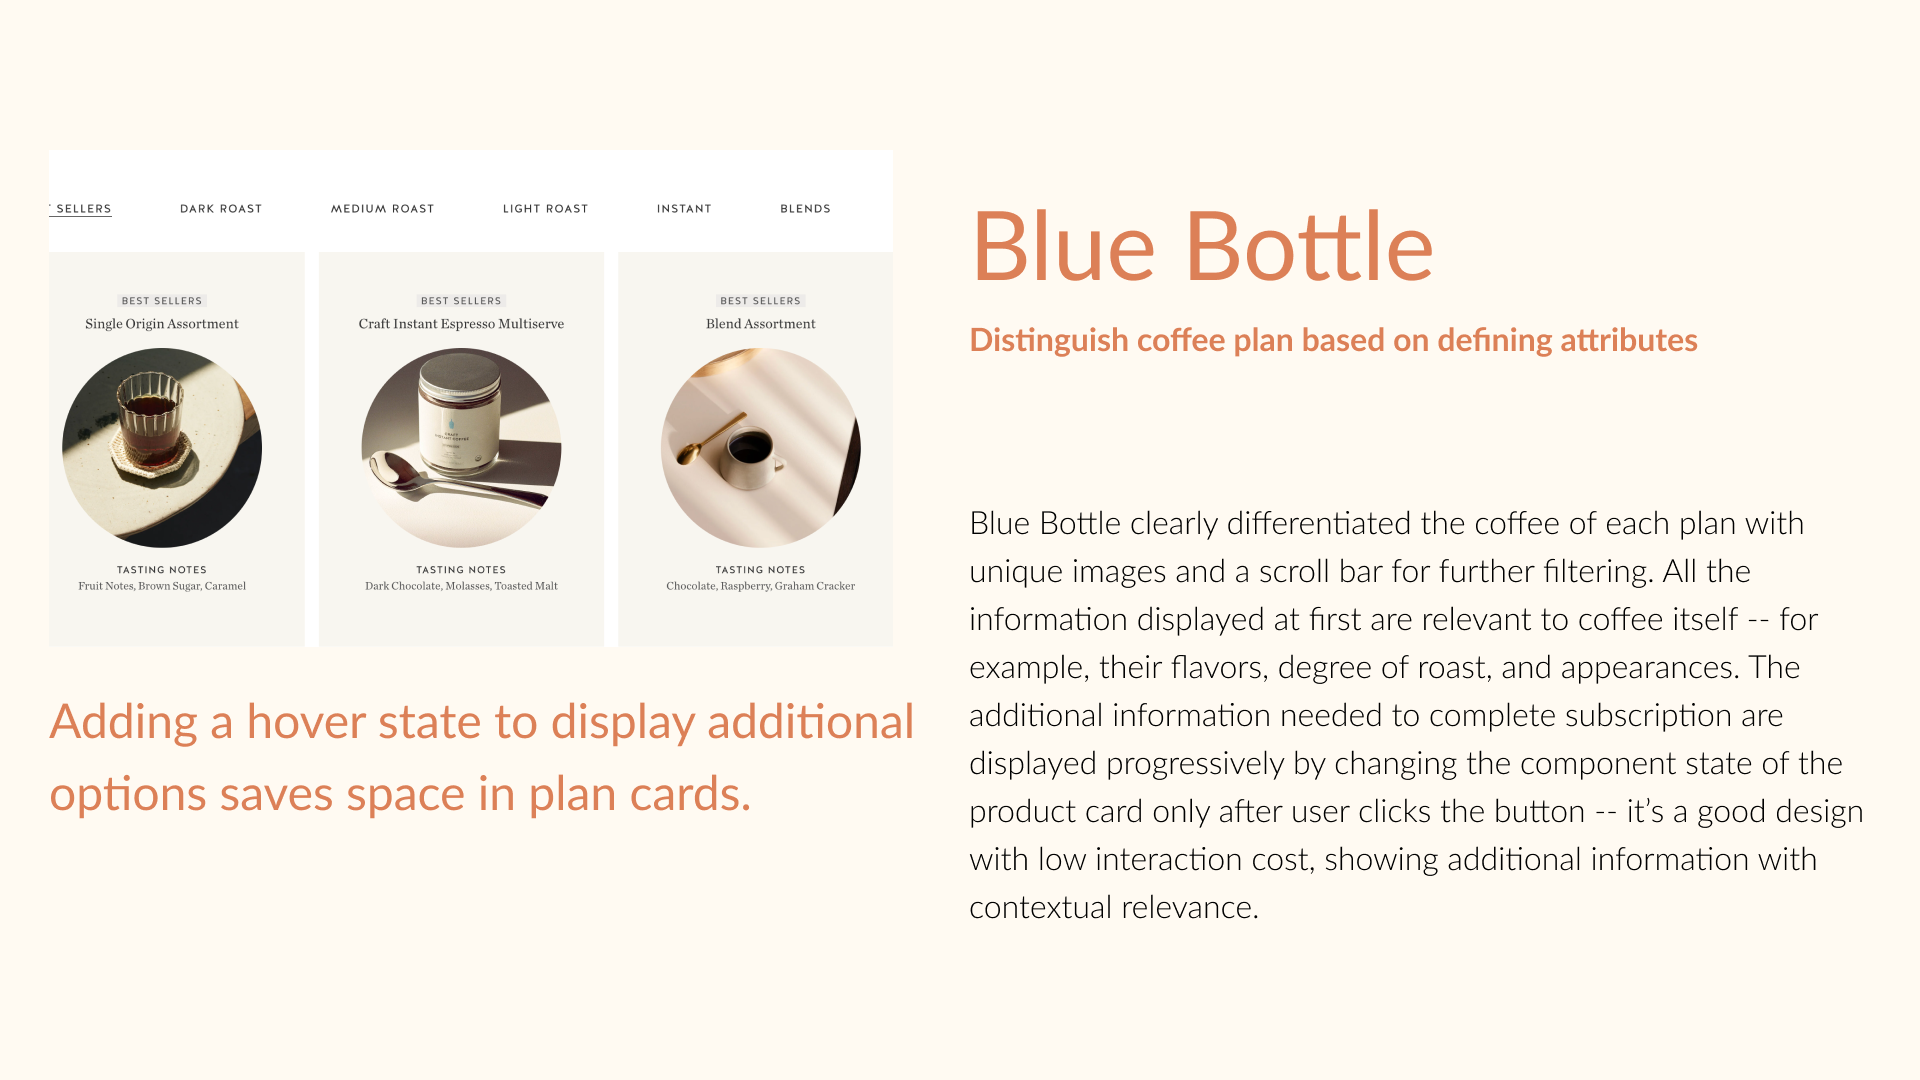 SELLERS
DARK ROAST
MEDIUM ROAST
LIGHT ROAST
INSTANT
BLENDS
BEST SELLERS
Single Origin Assortment
TASTING NOTES
Fruit Notes, Brown Sugar, Caramel
BEST SELLERS
Craft Instant Espresso Multiserve
CRAFT
INSTANT COFFEE
TASTING NOTES
Dark Chocolate, Molasses, Toasted Malt
BEST SELLERS
Blend Assortment
TASTING NOTES
Chocolate, Raspberry, Graham Cracker
Adding a hover state to display additional
options saves space in plan cards.
Blue Bottle
Distinguish coffee plan based on defining attributes
Blue Bottle clearly differentiated the coffee of each plan with
unique images and a scroll bar for further filtering. All the
information displayed at first are relevant to coffee itself -- for
example, their flavors, degree of roast, and appearances. The
additional information needed to complete subscription are
displayed progressively by changing the component state of the
product card only after user clicks the button -- it’s a good design
with low interaction cost, showing additional information with
contextual relevance.